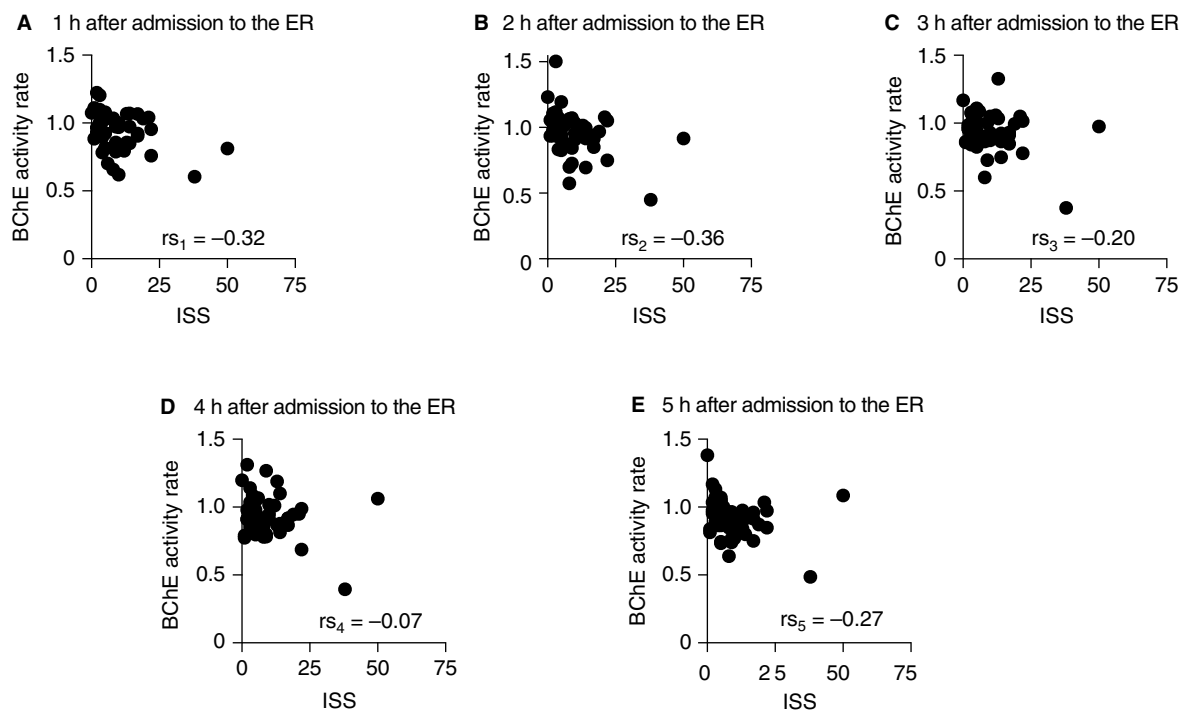 A 1 h after admission to the ER
BChE activity rate
1.5
1.0
0.5
0
rs1 = –0.32
0 25 50 75
ISS
B 2 h after admission to the ER
BChE activity rate
1.5
1.0
0.5
0
rs2 = –0.36
0 25 50 75
ISS
C 3 h after admission to the ER
BChE activity rate
1.5
1.0
0.5
0
rs3 = –0.20
0 25 50 75
ISS
D 4 h after admission to the ER
BChE activity rate
1.5
1.0
0.5
0
rs4 = –0.07
0 25 50 75
ISS
E 5 h after admission to the ER
BChE activity rate
1.5
1.0
0.5
0
rs5 = –0.27
0 2 5 50 75
ISS